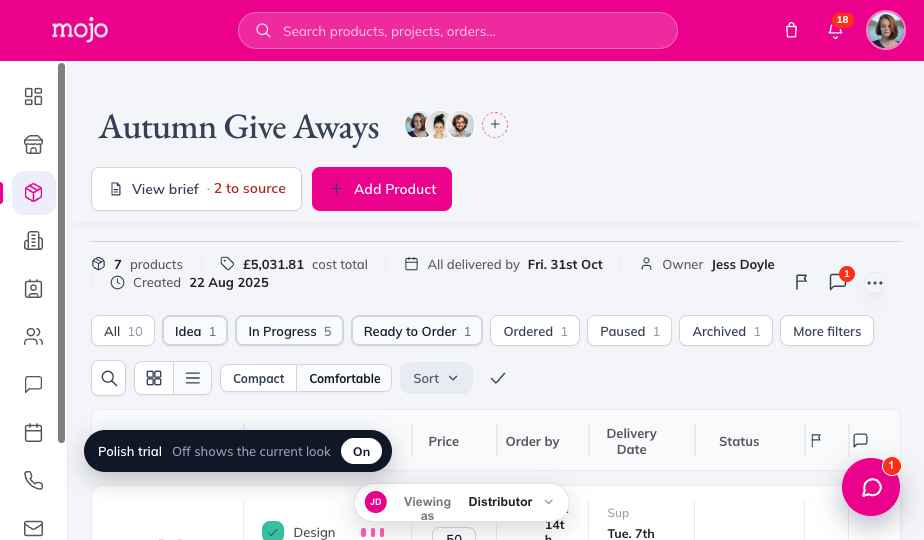 mojo
Search products, projects, orders...
18
Autumn Give Aways
View brief · 2 to source
Add Product
7 products
£5,031.81 cost total
All delivered by Fri. 31st Oct
Owner Jess Doyle
Created 22 Aug 2025
1
All 10
Idea 1
In Progress 5
Ready to Order 1
Ordered 1
Paused 1
Archived 1
More filters
Compact
Comfortable
Sort
Price
Order by
Delivery
Date
Status
Polish trial Off shows the current look On
JD
Viewing
as
Distributor
1
Design
50
14t
h
Sup
Tue. 7th